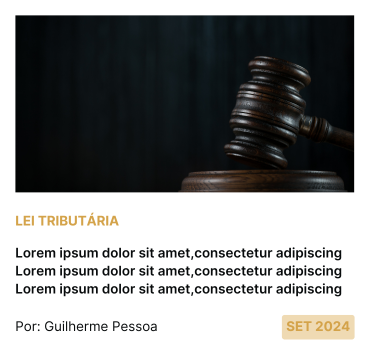 LEI TRIBUTÁRIA
Lorem ipsum dolor sit amet,consectetur adipiscing
Lorem ipsum dolor sit amet,consectetur adipiscing
Lorem ipsum dolor sit amet,consectetur adipiscing
Por: Guilherme Pessoa
SET 2024